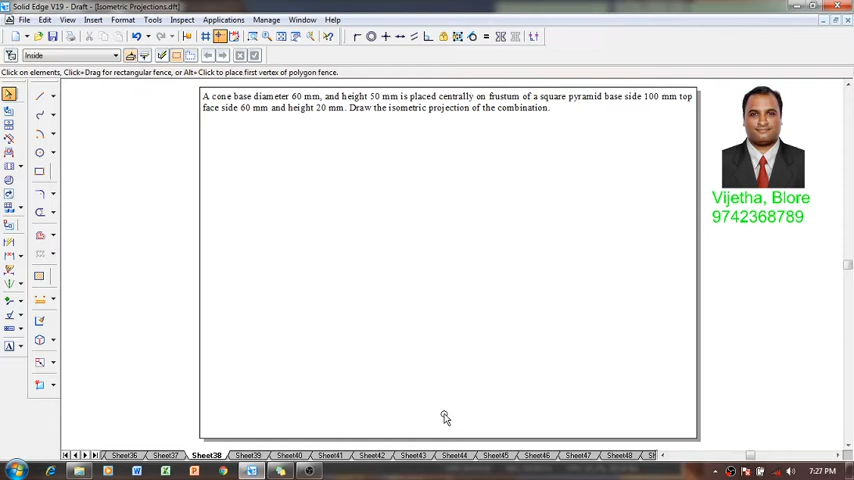 Solid Edge V19 - Draft - [Isometric Projections.dft]
File Edit View Insert Format Tools Inspect Applications Manage Window Help
Inside
Click on elements, Click+Drag for rectangular fence, or Alt+Click to place first vertex of polygon fence.
A cone base diameter 60 mm, and height 50 mm is placed centrally on frustum of a square pyramid base side 100 mm top
face side 60 mm and height 20 mm. Draw the isometric projection of the combination.
Vijetha, Blore
9742368789
Sheet36 Sheet37 Sheet38 Sheet39 Sheet40 Sheet41 Sheet42 Sheet43 Sheet44 Sheet45 Sheet46 Sheet47 Sheet48 Sh
7:27 PM